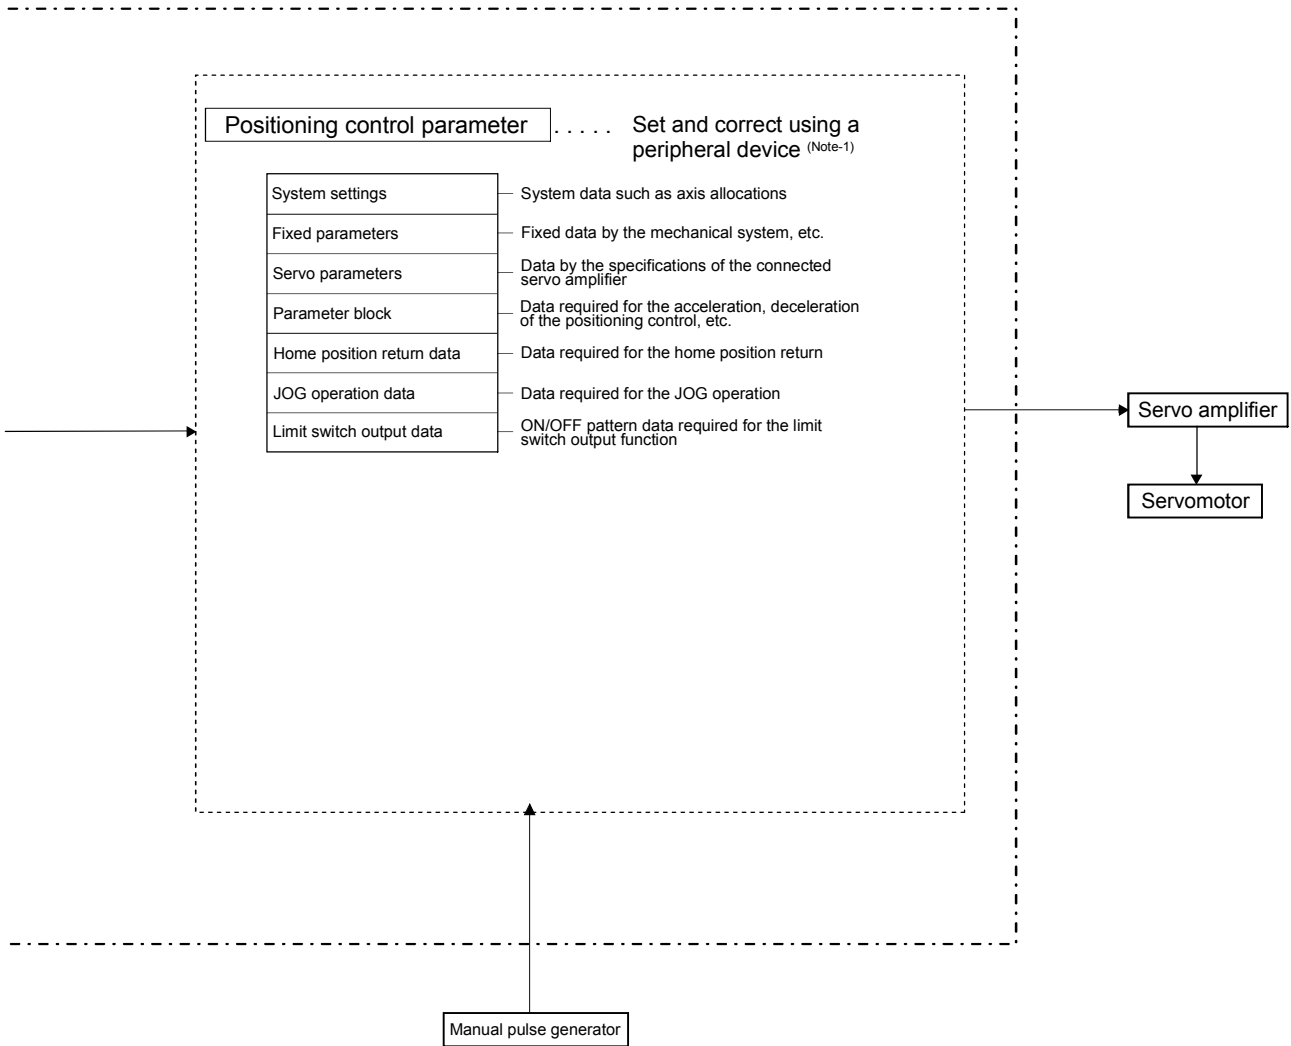 Positioning control parameter . . . . . Set and correct using a
peripheral device (Note-1)
System settings System data such as axis allocations
Fixed parameters Fixed data by the mechanical system, etc.
Servo parameters Data by the specifications of the connected
servo amplifier
Parameter block Data required for the acceleration, deceleration
of the positioning control, etc.
Home position return data Data required for the home position return
JOG operation data Data required for the JOG operation
Limit switch output data ON/OFF pattern data required for the limit
switch output function
Servo amplifier
Servomotor
Manual pulse generator